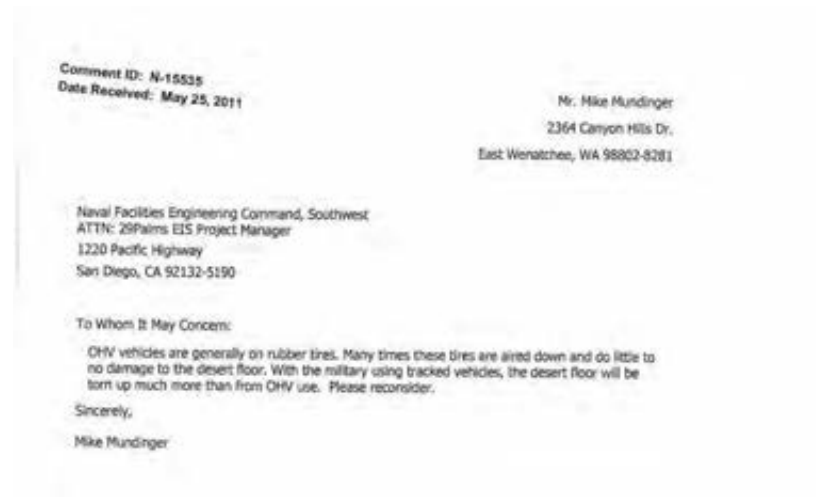 Comment ID: N-15535
Date Received: May 25, 2011
Mr. Mike Mundinger
2364 Canyon Hills Dr.
East Wenatchee, WA 98802-8281
Naval Facilities Engineering Command, Southwest
ATTN: 29Palms EIS Project Manager
1220 Pacific Highway
San Diego, CA 92132-5190
To Whom It May Concern:
OHV vehicles are generally on rubber tires. Many times these tires are aired down and do little to
no damage to the desert floor. With the military using tracked vehicles, the desert floor will be
torn up much more than from OHV use. Please reconsider.
Sincerely,
Mike Mundinger